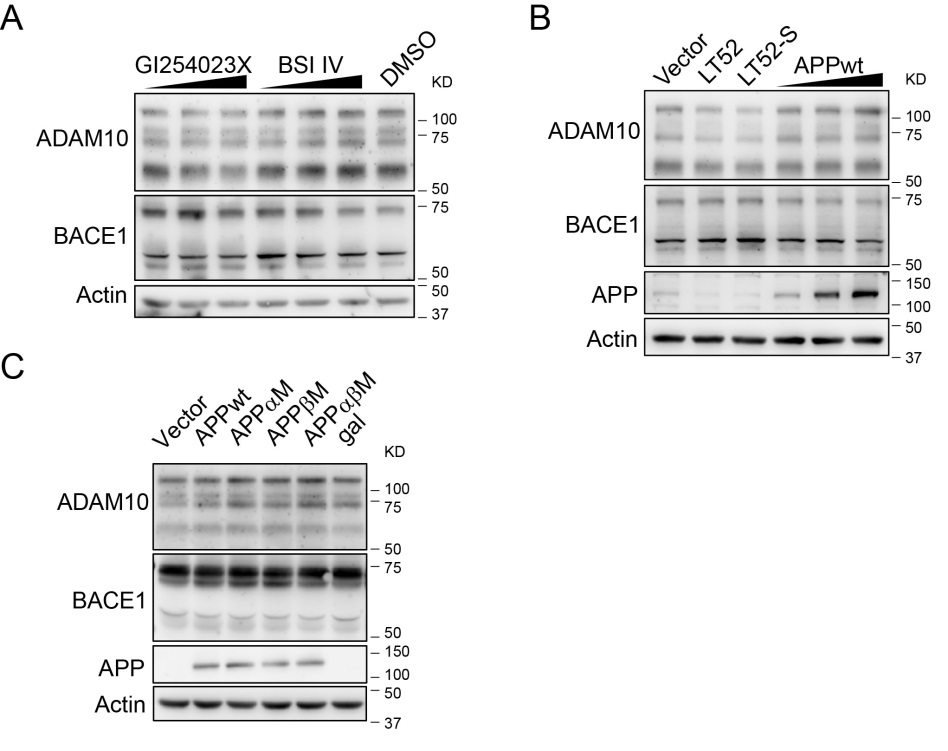 A
GI254023X BSI IV DMSO
KD
ADAM10
100
75
50
BACE1
75
50
Actin
50
37
B
Vector LT52 LT52-S APPwt
KD
ADAM10
100
75
50
BACE1
75
50
APP
150
100
Actin
50
37
C
Vector APPwt APPαM APPβM APPαβM gal
KD
ADAM10
100
75
50
BACE1
75
50
APP
150
100
Actin
50
37